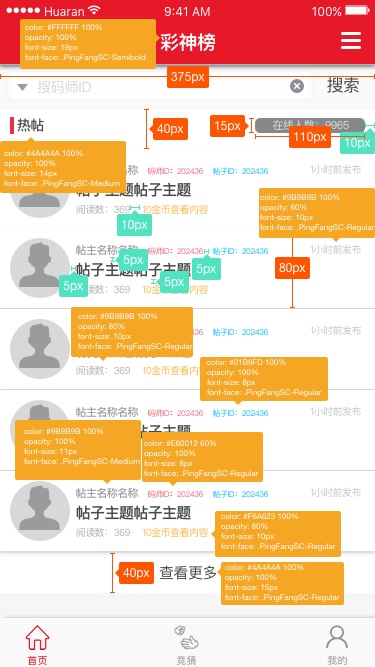 Huaran 9:41 AM 100%
color: #FFFFFF 100%
opacity: 100%
font-size: 19px
font-face: .PingFangSC-Semibold
彩神榜
375px
搜码师ID
搜索
热帖
40px
15px
在线人数：9965
110px
10px
color: #4A4A4A 100%
opacity: 100%
font-size: 14px
font-face: .PingFangSC-Medium
名称
码师ID：202436
帖子ID：202436
1小时前发布
帖子主题帖子主题
阅读数：369
10金币查看内容
color: #9B9B9B 100%
opacity: 60%
font-size: 10px
font-face: .PingFangSC-Regular
10px
帖主名称名称
码师ID：202436
帖子ID：202436
1小时前发布
帖子主题帖子主题
阅读数：369
10金币查看内容
5px
5px
5px
5px
80px
color: #9B9B9B 100%
opacity: 80%
font-size: 10px
font-face: .PingFangSC-Regular
帖子ID：202436
1小时前发布
阅读数：369
10金币查看内容
color: #01B9FD 100%
opacity: 100%
font-size: 8px
font-face: .PingFangSC-Regular
帖主名称名称
码师ID：202436
帖子ID：202436
1小时前发布
color: #9B9B9B 100%
opacity: 100%
font-size: 11px
font-face: .PingFangSC-Medium
color: #E60012 60%
opacity: 100%
font-size: 8px
font-face: .PingFangSC-Regular
帖主名称名称
码师ID：202436
帖子ID：202436
1小时前发布
帖子主题帖子主题
阅读数：369
10金币查看内容
color: #F6A623 100%
opacity: 80%
font-size: 10px
font-face: .PingFangSC-Regular
40px
查看更多
color: #4A4A4A 100%
opacity: 100%
font-size: 15px
font-face: .PingFangSC-Regular
首页
竞猜
我的